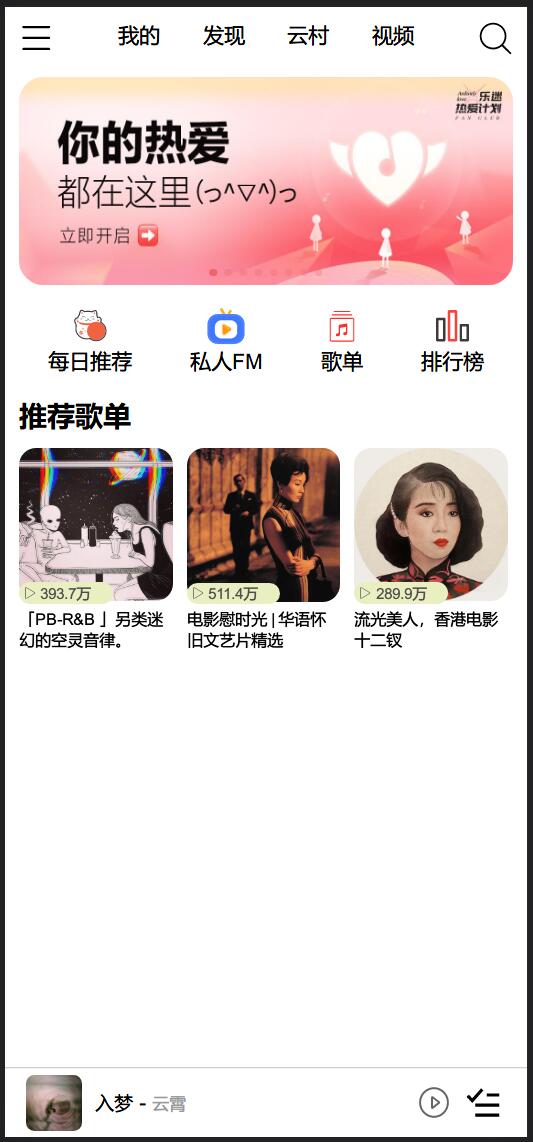 我的 发现 云村 视频
乐迷
热爱计划
FAN CLUB
你的热爱
都在这里(っ^▽^)っ
立即开启 ➡️
每日推荐 私人FM 歌单 排行榜
推荐歌单
▷ 393.7万
▷ 511.4万
▷ 289.9万
「PB-R&B 」另类迷
幻的空灵音律。
电影慰时光 | 华语怀
旧文艺片精选
流光美人，香港电影
十二钗
入梦 - 云霄